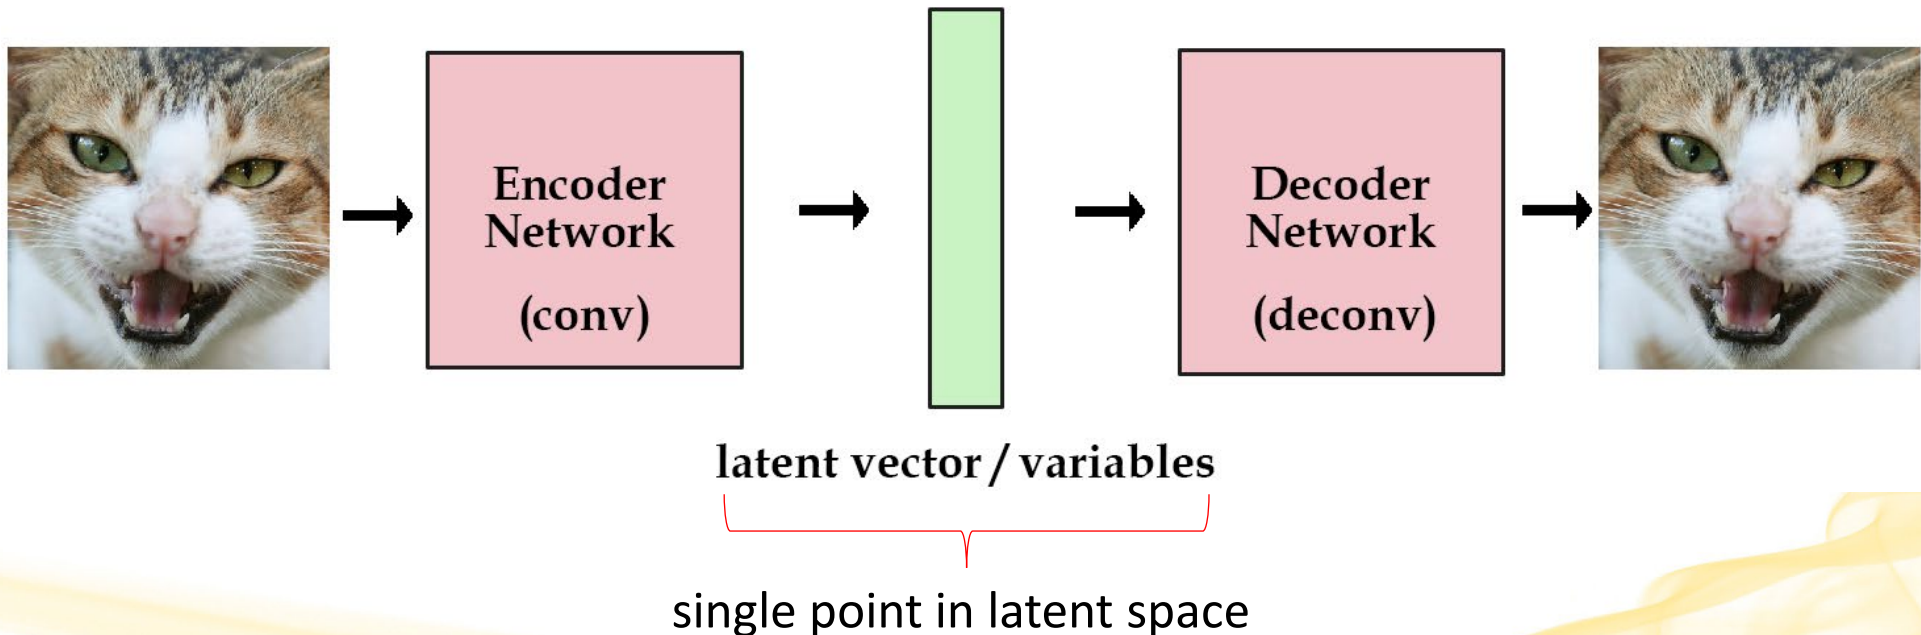 Encoder
Network
(conv)
Decoder
Network
(deconv)
latent vector / variables
single point in latent space